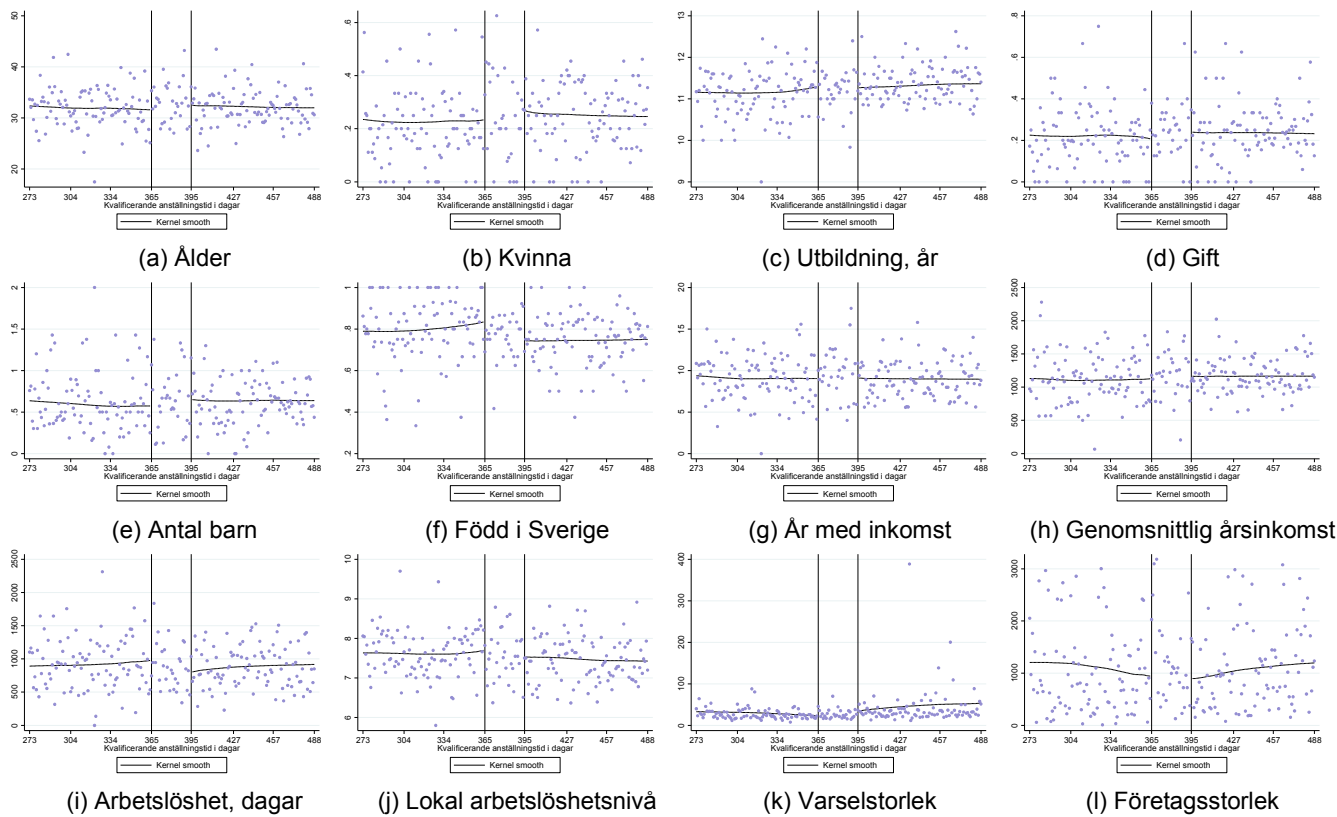 50
40
30
20
273 304 334 365 395 427 457 488
Kvalificerande anställningstid i dagar
Kernel smooth
(a) Ålder
.6
.4
.2
0
273 304 334 365 395 427 457 488
Kvalificerande anställningstid i dagar
Kernel smooth
(b) Kvinna
13
12
11
10
9
273 304 334 365 395 427 457 488
Kvalificerande anställningstid i dagar
Kernel smooth
(c) Utbildning, år
.8
.6
.4
.2
0
273 304 334 365 395 427 457 488
Kvalificerande anställningstid i dagar
Kernel smooth
(d) Gift
2
1.5
1
.5
0
273 304 334 365 395 427 457 488
Kvalificerande anställningstid i dagar
Kernel smooth
(e) Antal barn
1
.8
.6
.4
.2
273 304 334 365 395 427 457 488
Kvalificerande anställningstid i dagar
Kernel smooth
(f) Född i Sverige
20
15
10
5
0
273 304 334 365 395 427 457 488
Kvalificerande anställningstid i dagar
Kernel smooth
(g) År med inkomst
2500
2000
1500
1000
500
0
273 304 334 365 395 427 457 488
Kvalificerande anställningstid i dagar
Kernel smooth
(h) Genomsnittlig årsinkomst
2500
2000
1500
1000
500
0
273 304 334 365 395 427 457 488
Kvalificerande anställningstid i dagar
Kernel smooth
(i) Arbetslöshet, dagar
10
9
8
7
6
273 304 334 365 395 427 457 488
Kvalificerande anställningstid i dagar
Kernel smooth
(j) Lokal arbetslöshetsnivå
400
300
200
100
0
273 304 334 365 395 427 457 488
Kvalificerande anställningstid i dagar
Kernel smooth
(k) Varselstorlek
3000
2000
1000
0
273 304 334 365 395 427 457 488
Kvalificerande anställningstid i dagar
Kernel smooth
(l) Företagsstorlek